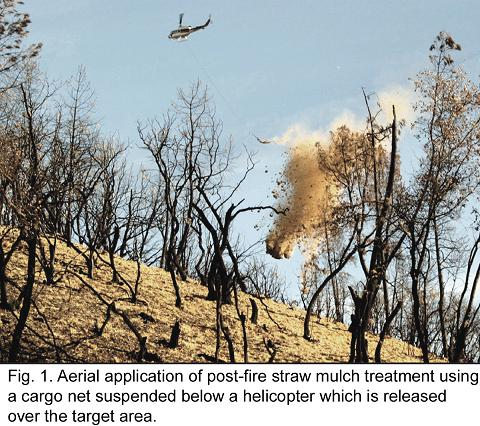 Fig. 1. Aerial application of post-fire straw mulch treatment using
a cargo net suspended below a helicopter which is released
over the target area.